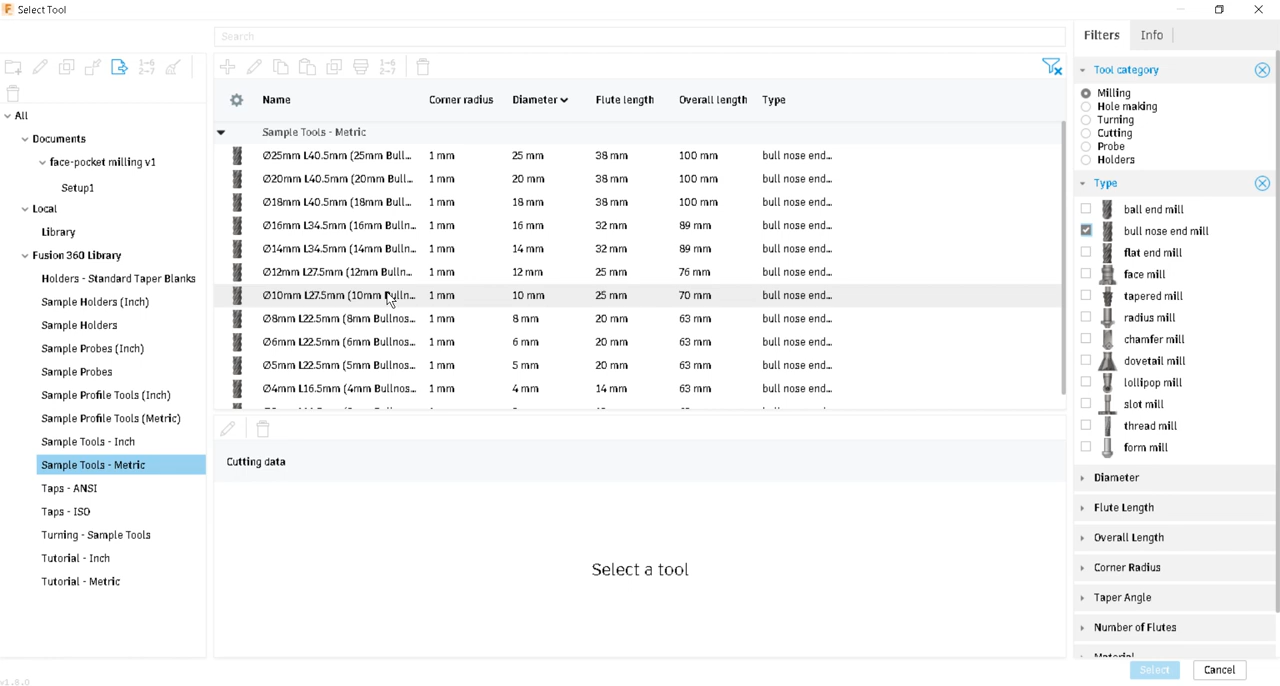 Select Tool
Search
Filters
Info
All
Documents
face-pocket milling v1
Setup1
Local
Library
Fusion 360 Library
Holders - Standard Taper Blanks
Sample Holders (Inch)
Sample Holders
Sample Probes (Inch)
Sample Probes
Sample Profile Tools (Inch)
Sample Profile Tools (Metric)
Sample Tools - Inch
Sample Tools - Metric
Taps - ANSI
Taps - ISO
Turning - Sample Tools
Tutorial - Inch
Tutorial - Metric
v1.8.0
Name Corner radius Diameter Flute length Overall length Type
Sample Tools - Metric
Ø25mm L40.5mm (25mm Bull... 1 mm 25 mm 38 mm 100 mm bull nose end...
Ø20mm L40.5mm (20mm Bull... 1 mm 20 mm 38 mm 100 mm bull nose end...
Ø18mm L40.5mm (18mm Bull... 1 mm 18 mm 38 mm 100 mm bull nose end...
Ø16mm L34.5mm (16mm Bulln... 1 mm 16 mm 32 mm 89 mm bull nose end...
Ø14mm L34.5mm (14mm Bulln... 1 mm 14 mm 32 mm 89 mm bull nose end...
Ø12mm L27.5mm (12mm Bulln... 1 mm 12 mm 25 mm 76 mm bull nose end...
Ø10mm L27.5mm (10mm Bulln... 1 mm 10 mm 25 mm 70 mm bull nose end...
Ø8mm L22.5mm (8mm Bullnos... 1 mm 8 mm 20 mm 63 mm bull nose end...
Ø6mm L22.5mm (6mm Bullnos... 1 mm 6 mm 20 mm 63 mm bull nose end...
Ø5mm L22.5mm (5mm Bullnos... 1 mm 5 mm 20 mm 63 mm bull nose end...
Ø4mm L16.5mm (4mm Bullnos... 1 mm 4 mm 14 mm 63 mm bull nose end...
Cutting data
Select a tool
Tool category
Milling
Hole making
Turning
Cutting
Probe
Holders
Type
ball end mill
bull nose end mill
flat end mill
face mill
tapered mill
radius mill
chamfer mill
dovetail mill
lollipop mill
slot mill
thread mill
form mill
Diameter
Flute Length
Overall Length
Corner Radius
Taper Angle
Number of Flutes
Material
Select
Cancel